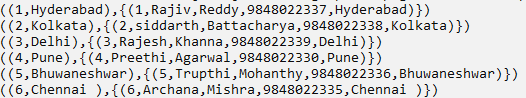 ((1,Hyderabad),{(1,Rajiv,Reddy,9848022337,Hyderabad)})
((2,Kolkata),{(2,siddarth,Battacharya,9848022338,Kolkata)})
((3,Delhi),{(3,Rajesh,Khanna,9848022339,Delhi)})
((4,Pune),{(4,Preethi,Agarwal,9848022330,Pune)})
((5,Bhuwaneshwar),{(5,Trupthi,Mohanthy,9848022336,Bhuwaneshwar)})
((6,Chennai ),{(6,Archana,Mishra,9848022335,Chennai )})